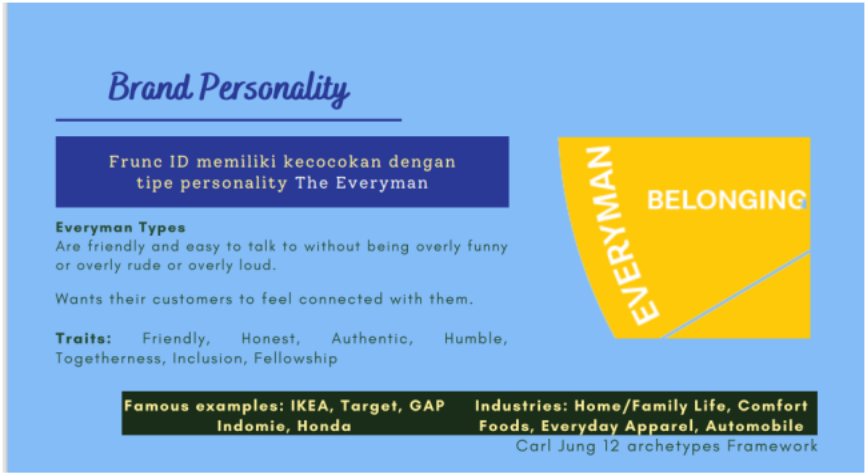 Brand Personality
Frunc ID memiliki kecocokan dengan
tipe personality The Everyman
Everyman Types
Are friendly and easy to talk to without being overly funny
or overly rude or overly loud.
Wants their customers to feel connected with them.
Traits: Friendly, Honest, Authentic, Humble,
Togetherness, Inclusion, Fellowship
EVERYMAN
BELONGING
Famous examples: IKEA, Target, GAP
Indomie, Honda
Industries: Home/Family Life, Comfort
Foods, Everyday Apparel, Automobile
Carl Jung 12 archetypes Framework